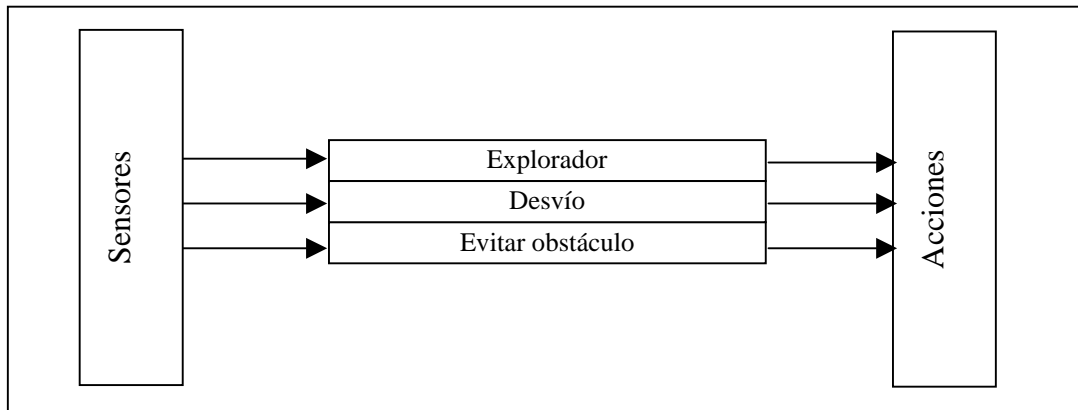 Sensores
Explorador
Desvío
Evitar obstáculo
Acciones